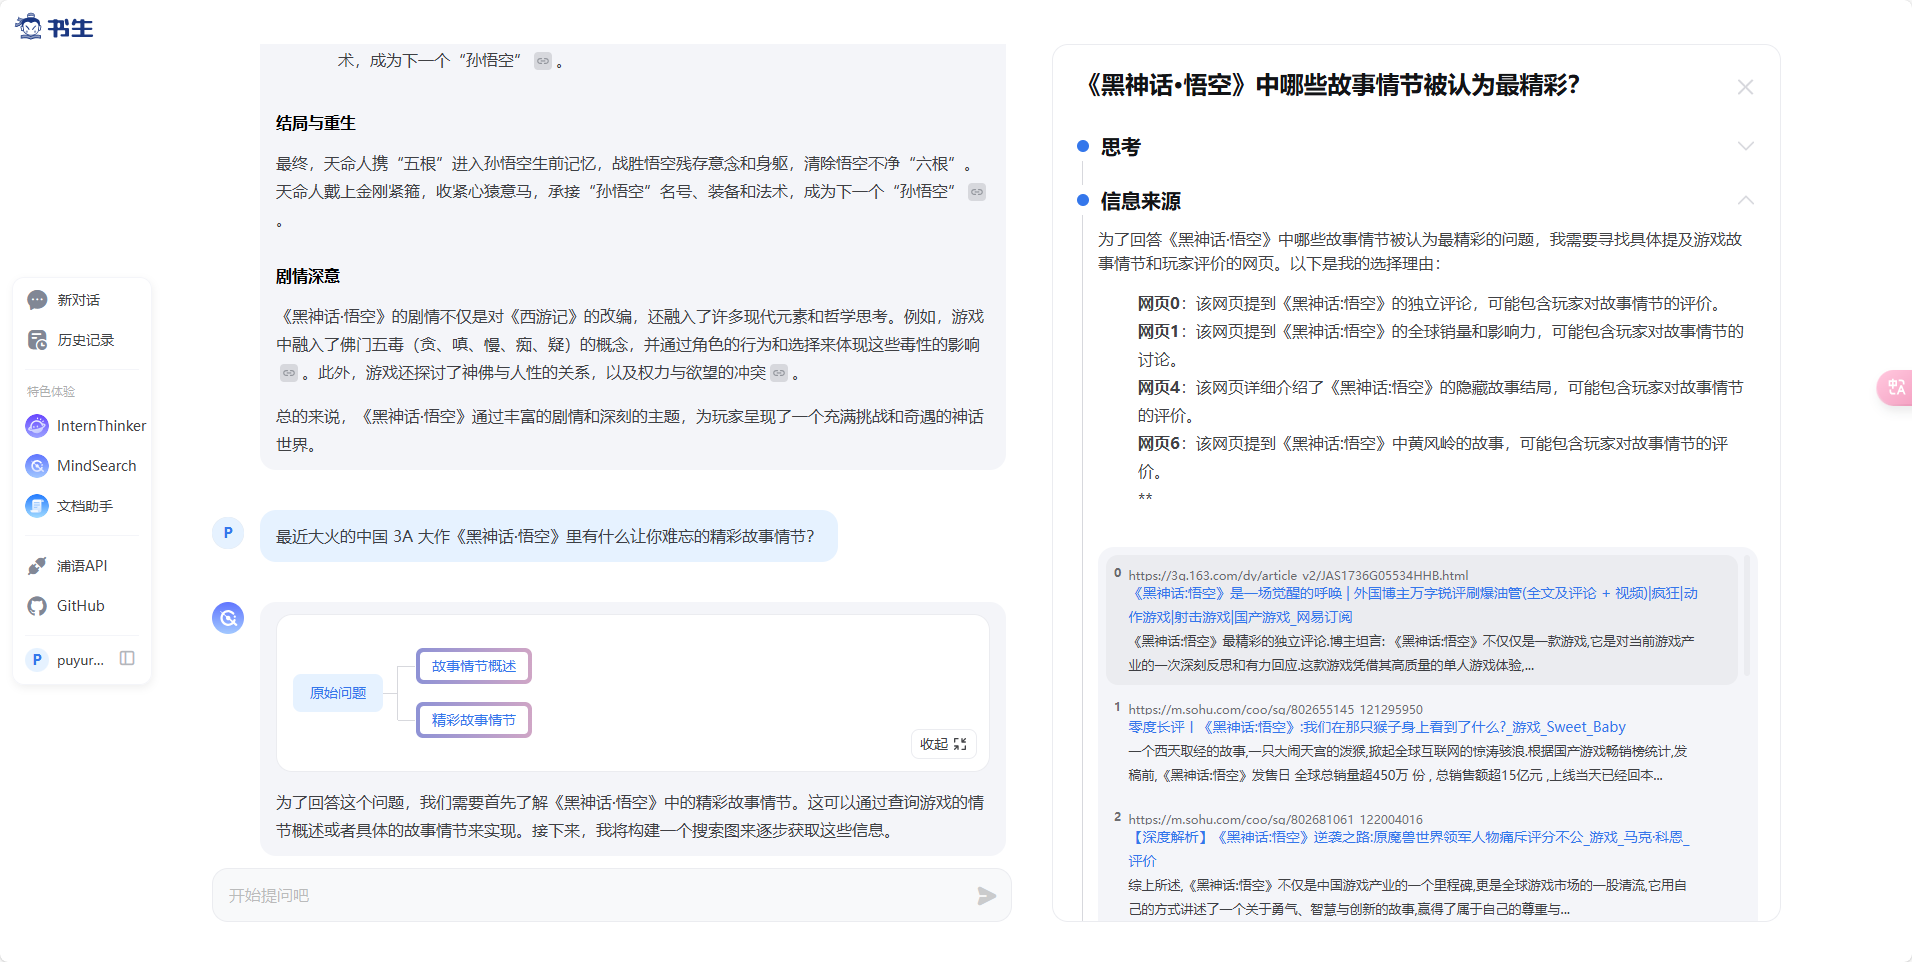 书生
新对话
历史记录
特色体验
InternThinker
MindSearch
文档助手
浦语API
GitHub
P puyur...
术，成为下一个“孙悟空” 。
结局与重生
最终，天命人携“五根”进入孙悟空生前记忆，战胜悟空残存意念和身躯，清除悟空不净“六根”。
天命人戴上金刚紧箍，收紧心猿意马，承接“孙悟空”名号、装备和法术，成为下一个“孙悟空”
。
剧情深意
《黑神话·悟空》的剧情不仅是对《西游记》的改编，还融入了许多现代元素和哲学思考。例如，游戏
中融入了佛门五毒（贪、嗔、慢、痴、疑）的概念，并通过角色的行为和选择来体现这些毒性的影响
。此外，游戏还探讨了神佛与人性的关系，以及权力与欲望的冲突 。
总的来说，《黑神话·悟空》通过丰富的剧情和深刻的主题，为玩家呈现了一个充满挑战和奇遇的神话
世界。
P
最近大火的中国 3A 大作《黑神话·悟空》里有什么让你难忘的精彩故事情节？
原始问题
故事情节概述
精彩故事情节
收起
为了回答这个问题，我们需要首先了解《黑神话·悟空》中的精彩故事情节。这可以通过查询游戏的情
节概述或者具体的故事情节来实现。接下来，我将构建一个搜索图来逐步获取这些信息。
开始提问吧
《黑神话·悟空》中哪些故事情节被认为最精彩？
思考
信息来源
为了回答《黑神话·悟空》中哪些故事情节被认为最精彩的问题，我需要寻找具体提及游戏故
事情节和玩家评价的网页。以下是我的选择理由：
网页0：该网页提到《黑神话:悟空》的独立评论，可能包含玩家对故事情节的评价。
网页1：该网页提到《黑神话:悟空》的全球销量和影响力，可能包含玩家对故事情节的
讨论。
网页4：该网页详细介绍了《黑神话:悟空》的隐藏故事结局，可能包含玩家对故事情节
的评价。
网页6：该网页提到《黑神话:悟空》中黄风岭的故事，可能包含玩家对故事情节的评
价。
**
0 https://3g.163.com/dy/article_v2/JAS1736G05534HHB.html
《黑神话:悟空》是一场觉醒的呼唤 | 外国博主万字锐评刷爆油管(全文及评论 + 视频)|疯狂|动
作游戏|射击游戏|国产游戏_网易订阅
《黑神话:悟空》最精彩的独立评论.博主坦言: 《黑神话:悟空》不仅仅是一款游戏,它是对当前游戏产
业的一次深刻反思和有力回应.这款游戏凭借其高质量的单人游戏体验,...
1 https://m.sohu.com/coo/sg/802655145_121295950
零度长评丨《黑神话:悟空》:我们在那只猴子身上看到了什么?_游戏_Sweet_Baby
一个西天取经的故事,一只大闹天宫的泼猴,掀起全球互联网的惊涛骇浪.根据国产游戏畅销榜统计,发
稿前,《黑神话:悟空》发售日 全球总销量超450万 份 , 总销售额超15亿元 ,上线当天已经回本...
2 https://m.sohu.com/coo/sg/802681061_122004016
【深度解析】《黑神话:悟空》逆袭之路:原魔兽世界领军人物痛斥评分不公_游戏_马克·科恩_
评价
综上所述,《黑神话:悟空》不仅是中国游戏产业的一个里程碑,更是全球游戏市场的一股清流,它用自
己的方式讲述了一个关于勇气、智慧与创新的故事,赢得了属于自己的尊重与...